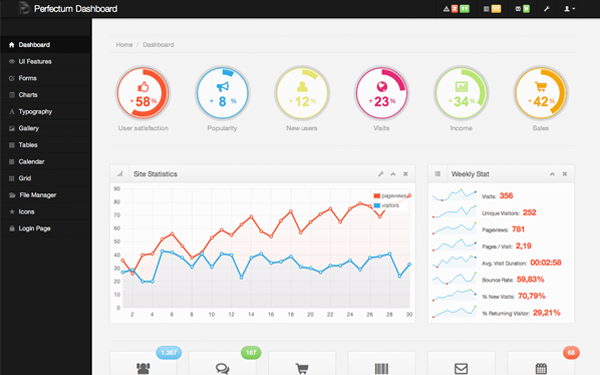 Perfectum Dashboard
Dashboard
UI Features
Forms
Charts
Typography
Gallery
Tables
Calendar
Grid
File Manager
Icons
Login Page
Home / Dashboard
+58%
+ 8 %
+12%
+23%
+34%
+42%
User satisfaction
Popularity
New users
Visits
Income
Sales
Site Statistics
pageviews
visitors
90
80
70
60
50
40
30
20
10
0
2 4 6 8 10 12 14 16 18 20 22 24 26 28 30
Weekly Stat
Visits: 356
Unique Visitors: 252
Pageviews: 781
Pages / Visit: 2,19
Avg. Visit Duration: 00:02:58
Bounce Rate: 59,83%
% New Visits: 70,79%
% Returning Visitor: 29,21%
1.367
167
68